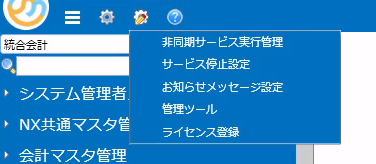 統合会計
非同期サービス実行管理
サービス停止設定
お知らせメッセージ設定
管理ツール
ライセンス登録
システム管理者
NX共通マスタ管
会計マスタ管理